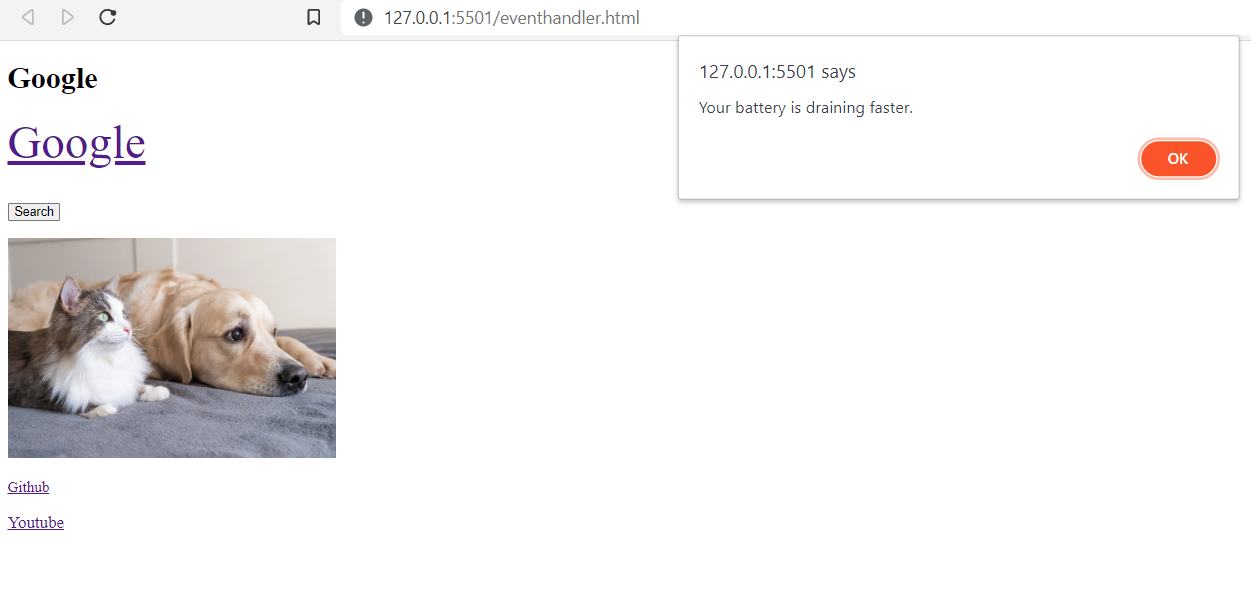 127.0.0.1:5501/eventhandler.html
127.0.0.1:5501 says
Your battery is draining faster.
OK
Google
Google
Search
Github
Youtube